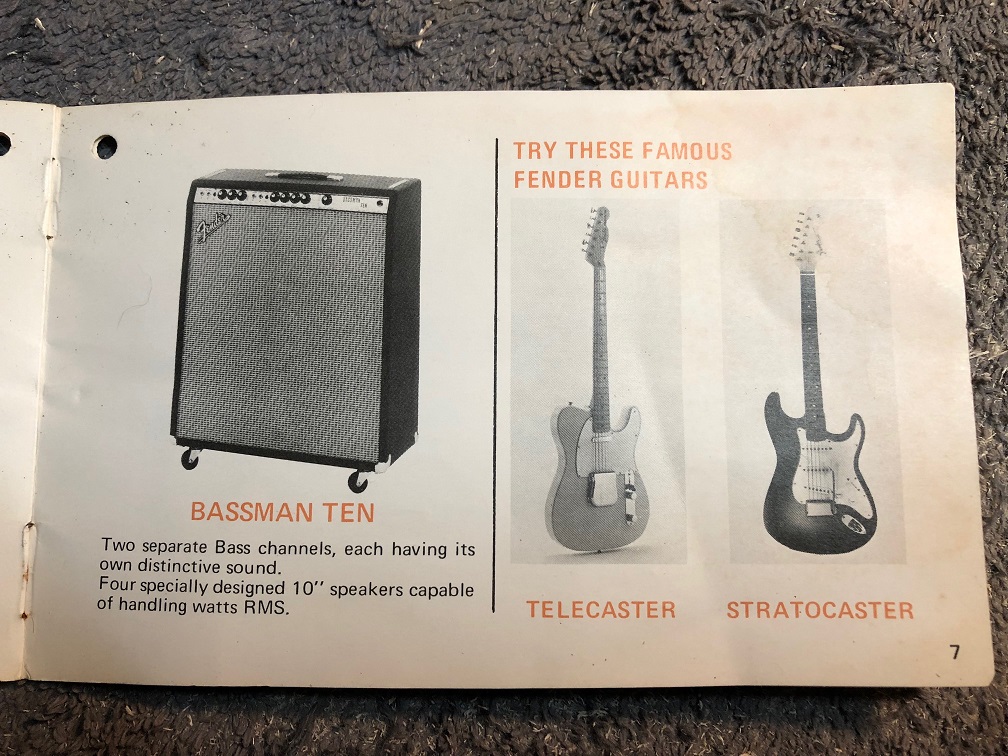 Fender
BASSMAN TEN
Two separate Bass channels, each having its
own distinctive sound.
Four specially designed 10'' speakers capable
of handling watts RMS.
TRY THESE FAMOUS
FENDER GUITARS
TELECASTER
STRATOCASTER
7